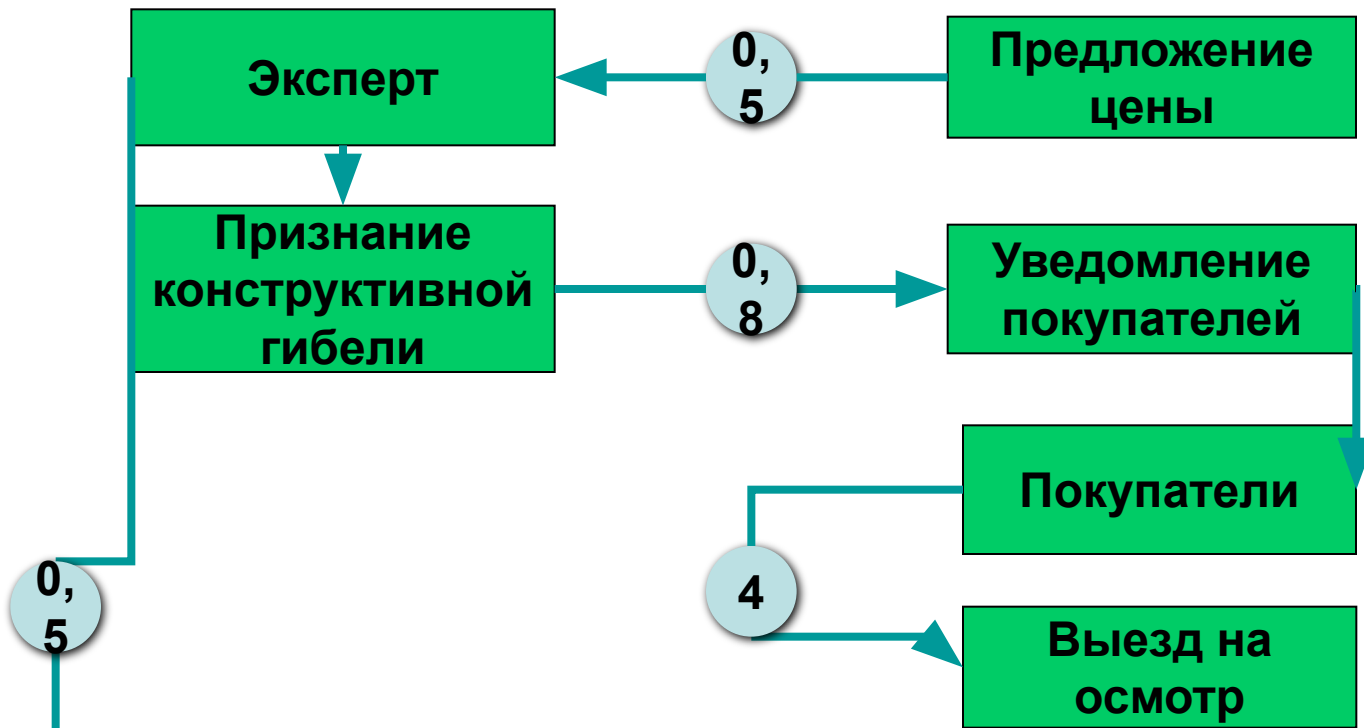 Эксперт
0,
5
Предложение
цены
Признание
конструктивной
гибели
0,
8
Уведомление
покупателей
Покупатели
4
0,
5
Выезд на
осмотр